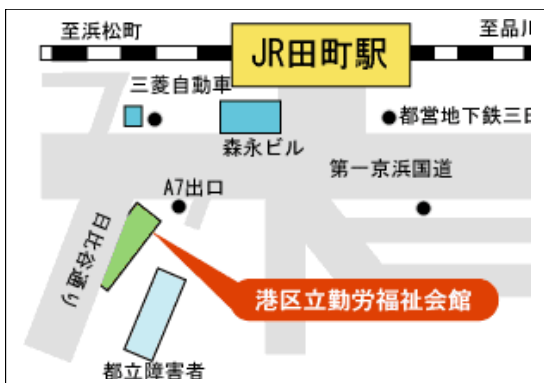 至浜松町
至品川
JR田町駅
三菱自動車
都営地下鉄三田
森永ビル
第一京浜国道
A7出口
日比谷通り
港区立勤労福祉会館
都立障害者